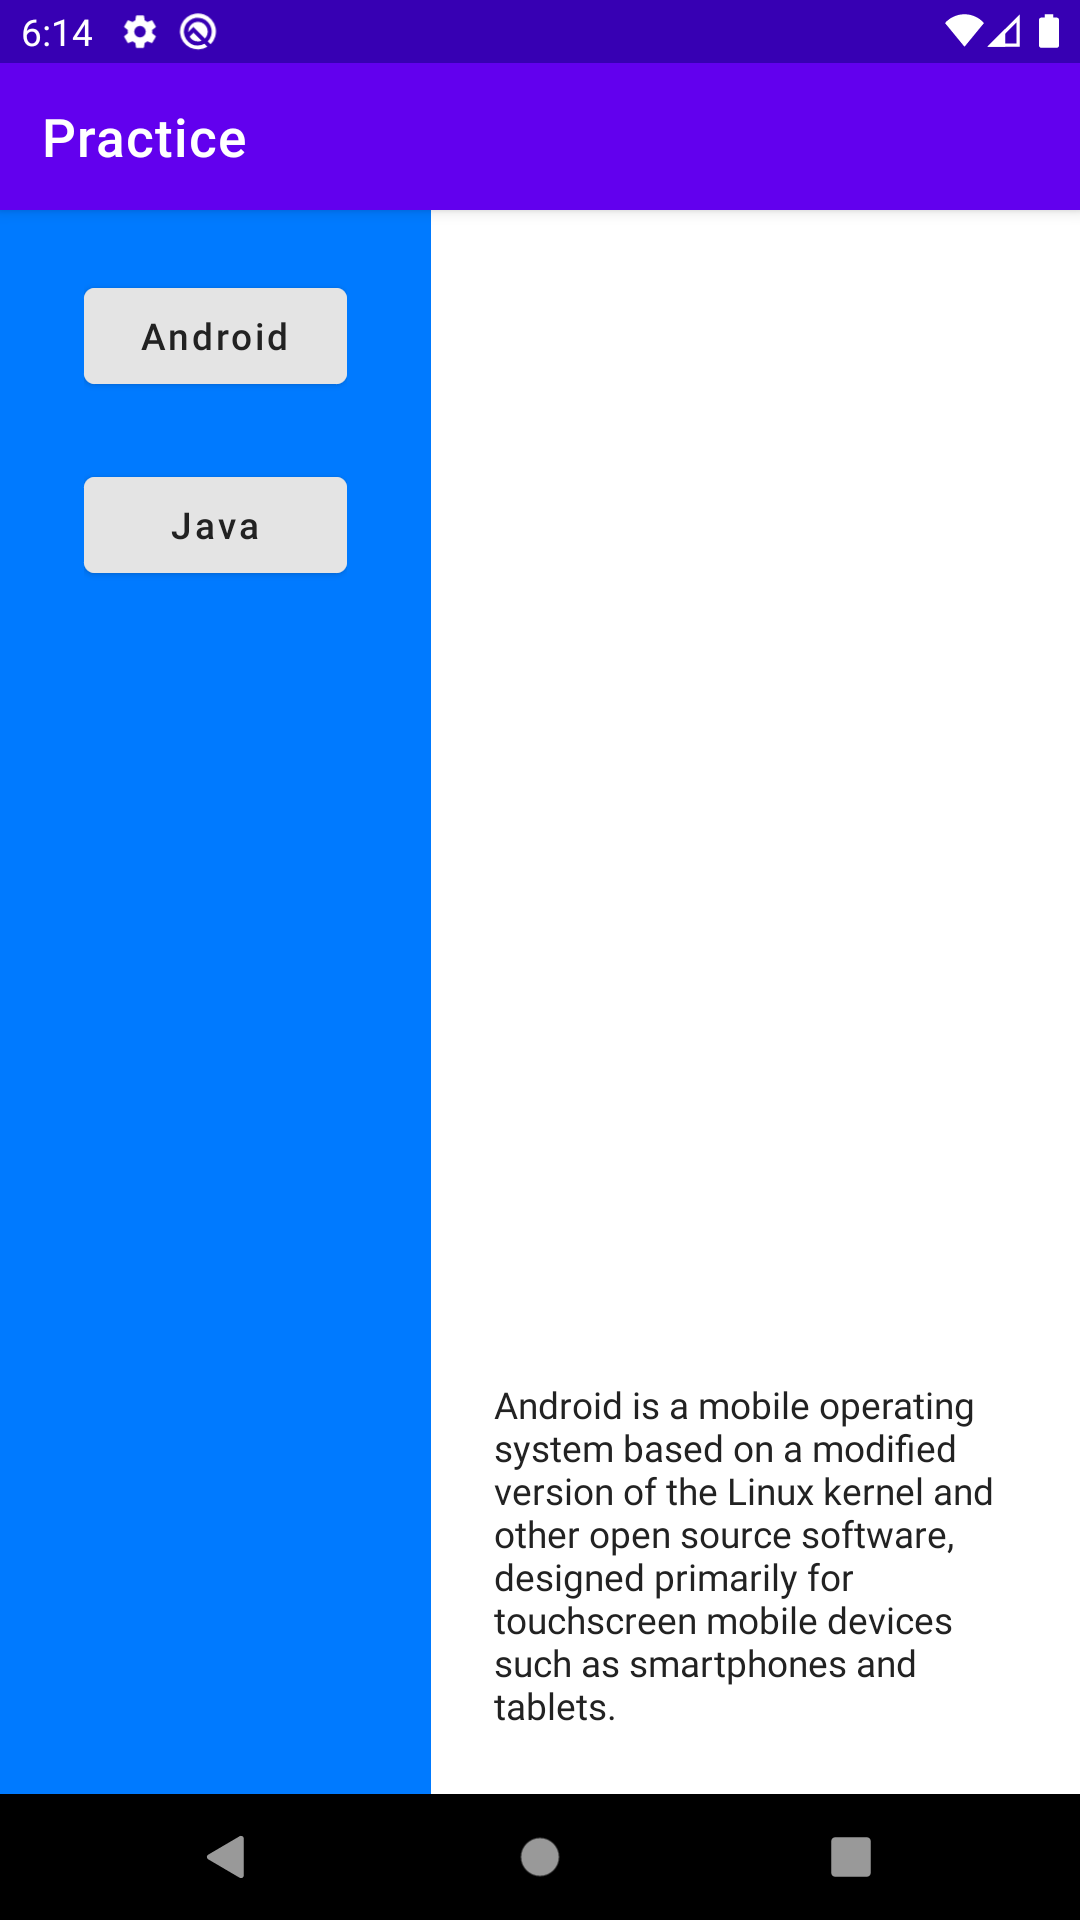 6:14
Practice
Android
Java
Android is a mobile operating
system based on a modified
version of the Linux kernel and
other open source software,
designed primarily for
touchscreen mobile devices
such as smartphones and
tablets.